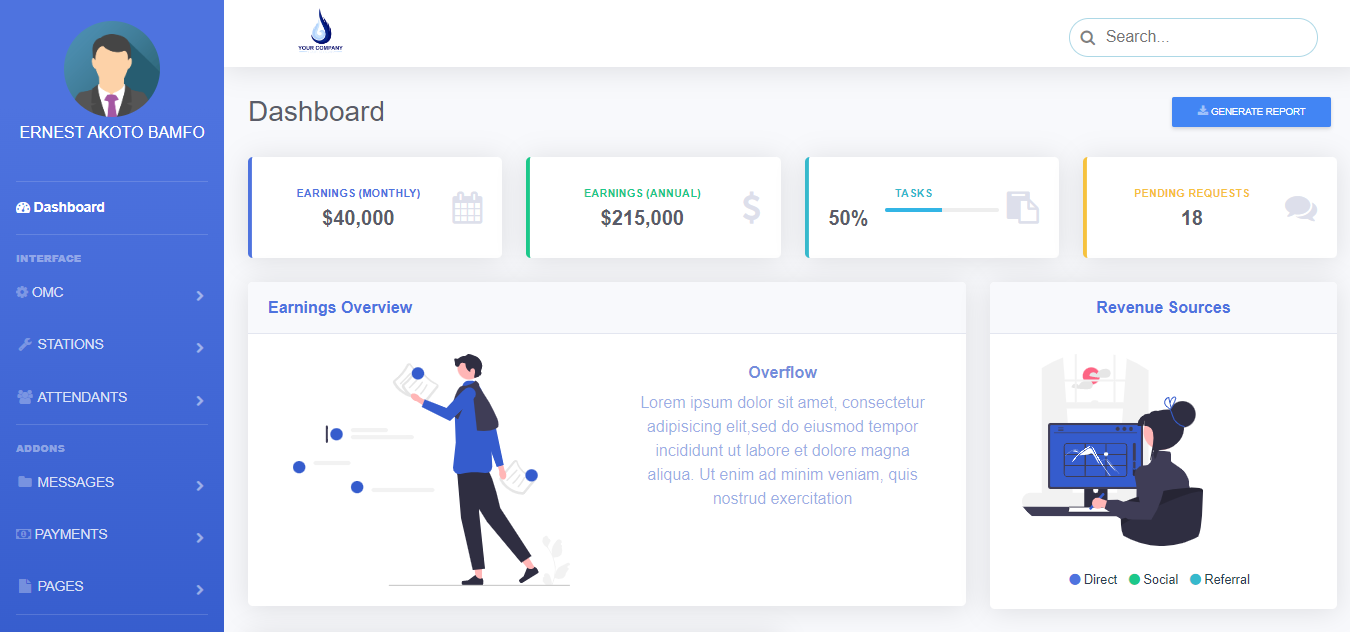 YOUR COMPANY
Search...
ERNEST AKOTO BAMFO
Dashboard
INTERFACE
OMC
STATIONS
ATTENDANTS
ADDONS
MESSAGES
PAYMENTS
PAGES
Dashboard
GENERATE REPORT
EARNINGS (MONTHLY)
$40,000
EARNINGS (ANNUAL)
$215,000
TASKS
50%
PENDING REQUESTS
18
Earnings Overview
Overflow
Lorem ipsum dolor sit amet, consectetur
adipisicing elit,sed do eiusmod tempor
incididunt ut labore et dolore magna
aliqua. Ut enim ad minim veniam, quis
nostrud exercitation
Revenue Sources
Direct
Social
Referral